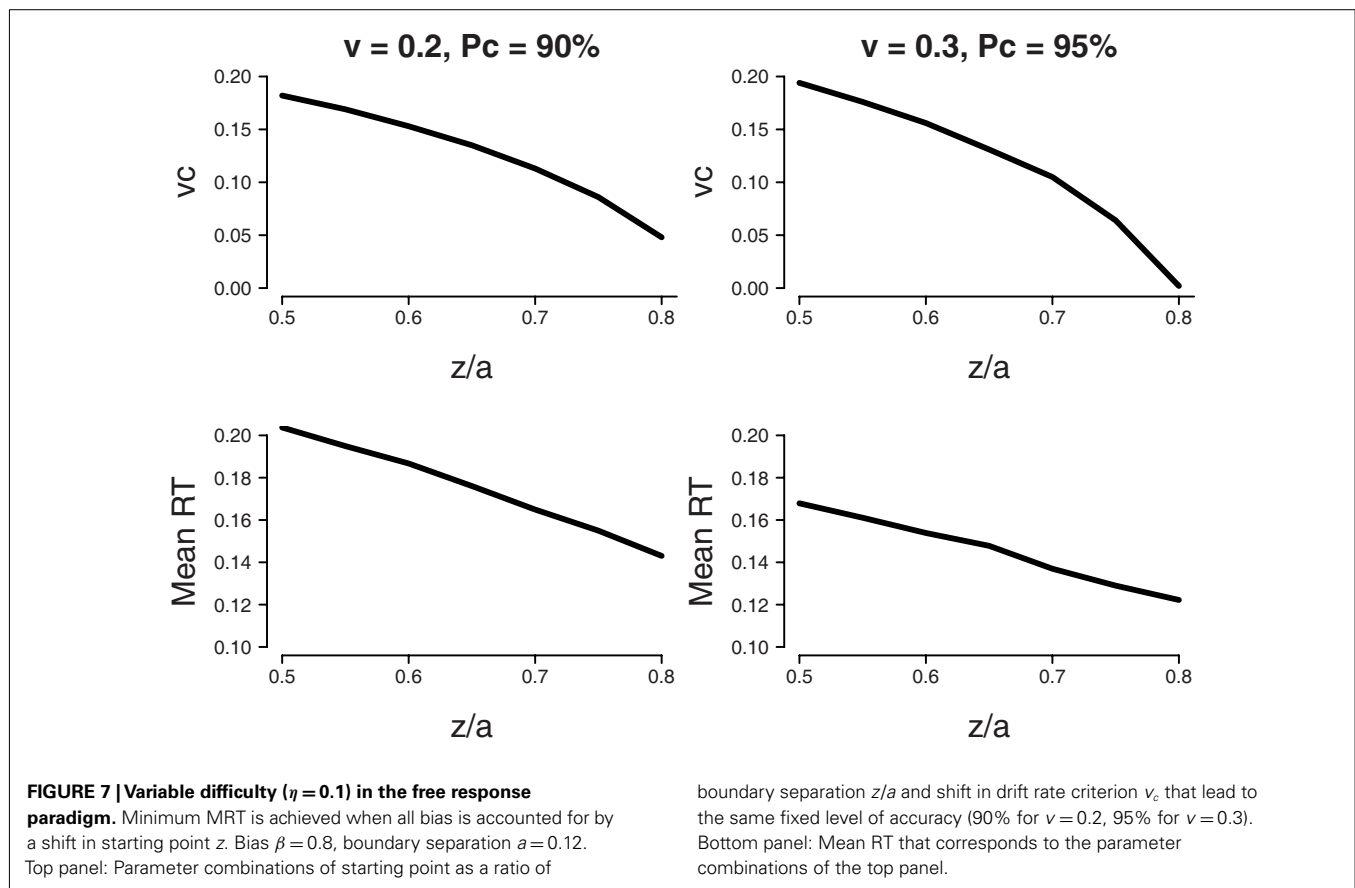 v = 0.2, Pc = 90%
0.20
0.15
0.10
0.05
0.00
vc
0.5 0.6 0.7 0.8
z/a
v = 0.3, Pc = 95%
0.20
0.15
0.10
0.05
0.00
vc
0.5 0.6 0.7 0.8
z/a
0.20
0.18
0.16
0.14
0.12
0.10
Mean RT
0.5 0.6 0.7 0.8
z/a
0.20
0.18
0.16
0.14
0.12
0.10
Mean RT
0.5 0.6 0.7 0.8
z/a
FIGURE 7 | Variable difficulty (η = 0.1) in the free response
paradigm. Minimum MRT is achieved when all bias is accounted for by
a shift in starting point z. Bias β = 0.8, boundary separation a = 0.12.
Top panel: Parameter combinations of starting point as a ratio of
boundary separation z/a and shift in drift rate criterion vc that lead to
the same fixed level of accuracy (90% for v = 0.2, 95% for v = 0.3).
Bottom panel: Mean RT that corresponds to the parameter
combinations of the top panel.